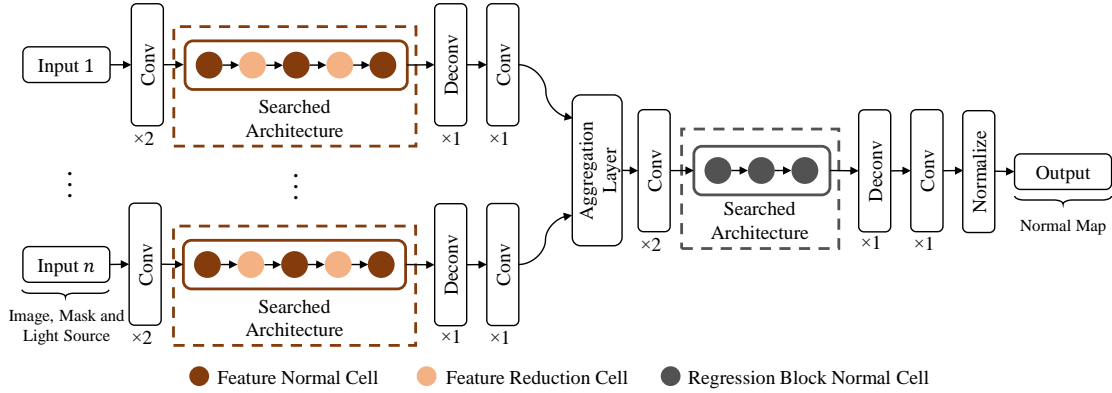 Input 1
Conv
×2
Searched
Architecture
Deconv
×1
Conv
×1
Input n
Image, Mask and
Light Source
Conv
×2
Searched
Architecture
Deconv
×1
Conv
×1
Aggregation
Layer
Conv
×2
Searched
Architecture
Deconv
×1
Conv
×1
Normalize
Output
Normal Map
Feature Normal Cell
Feature Reduction Cell
Regression Block Normal Cell